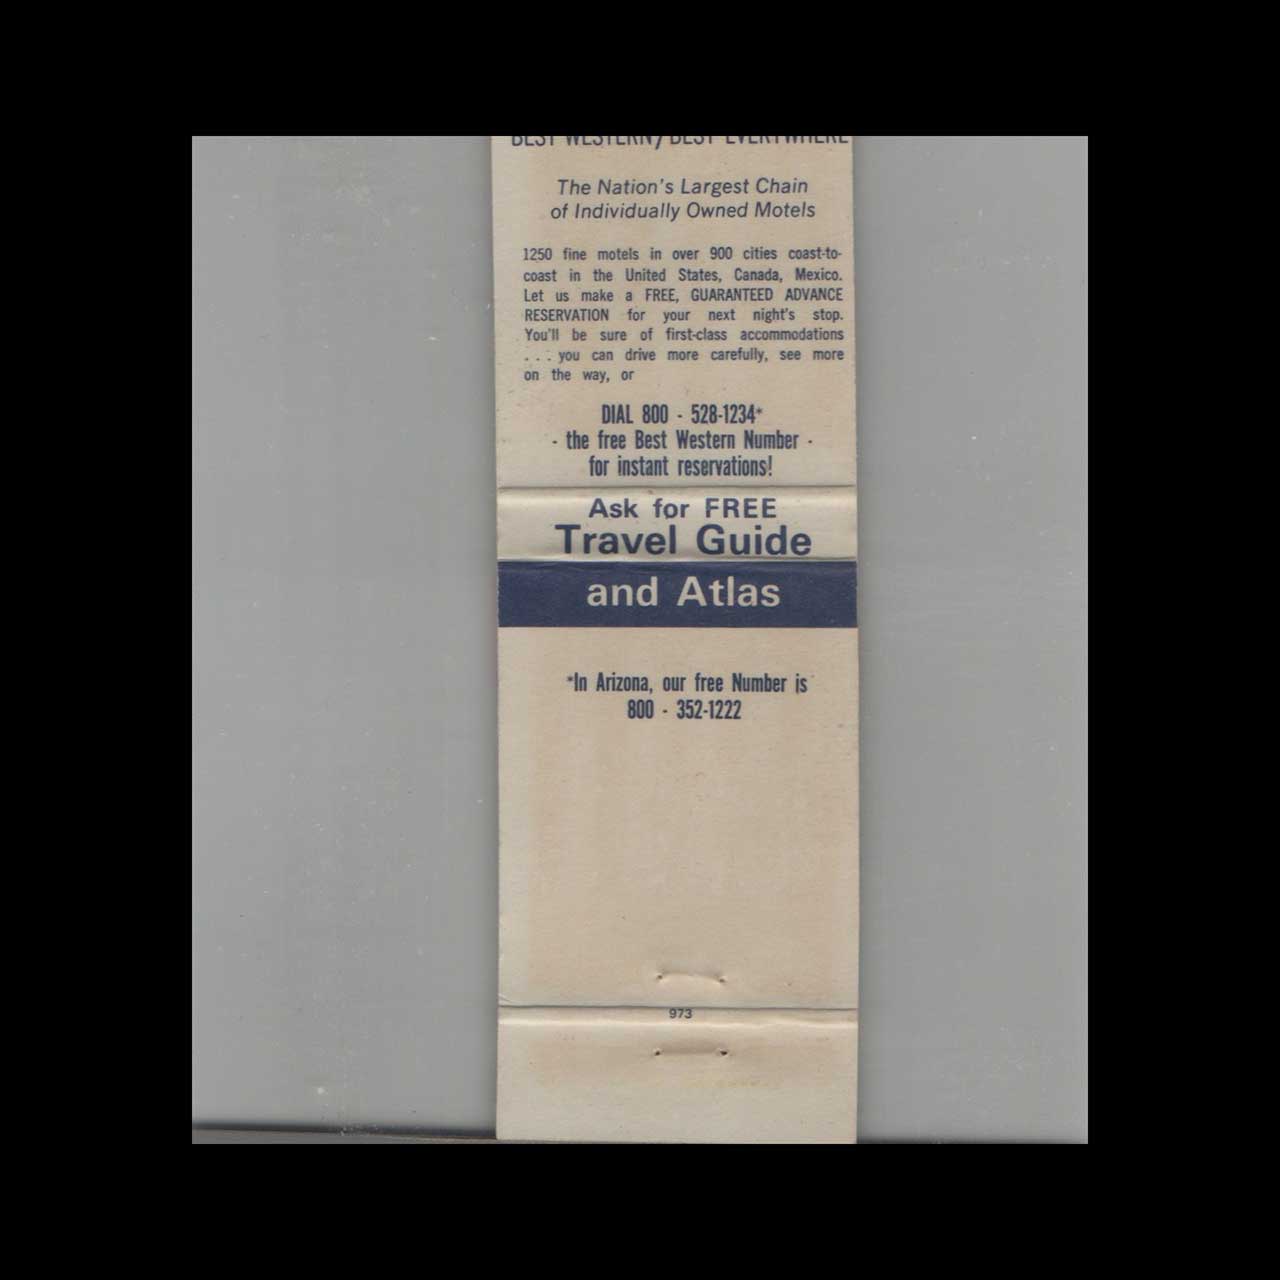 BEST WESTERN/BEST EVERYWHERE
The Nation's Largest Chain
of Individually Owned Motels
1250 fine motels in over 900 cities coast-to-
coast in the United States, Canada, Mexico.
Let us make a FREE, GUARANTEED ADVANCE
RESERVATION for your next night's stop.
You'll be sure of first-class accommodations
. . . you can drive more carefully, see more
on the way, or
DIAL 800 - 528-1234*
- the free Best Western Number -
for instant reservations!
Ask for FREE
Travel Guide
and Atlas
*In Arizona, our free Number is
800 - 352-1222
973